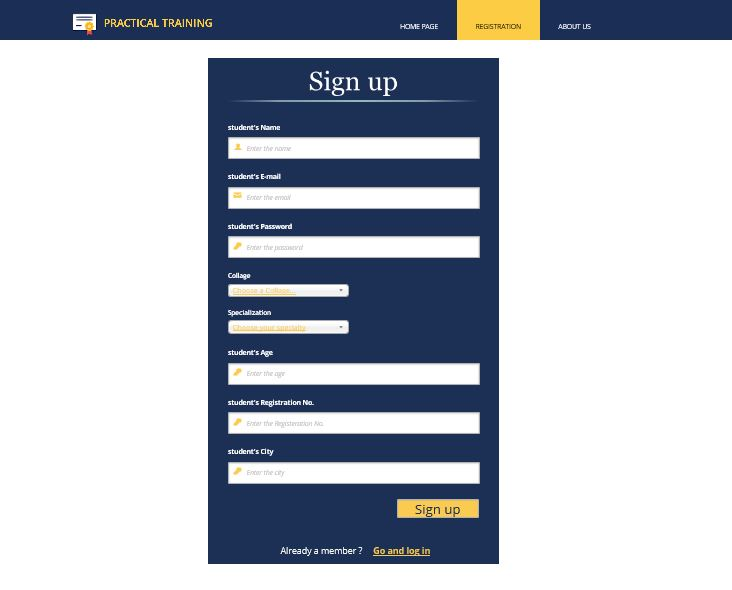 PRACTICAL TRAINING
HOME PAGE REGISTRATION ABOUT US
Sign up
student's Name
Enter the name
student's E-mail
Enter the email
student's Password
Enter the password
Collage
Choose a Collage...
Specialization
Choose your specialty
student's Age
Enter the age
student's Registration No.
Enter the Registeration No.
student's City
Enter the city
Sign up
Already a member ? Go and log in